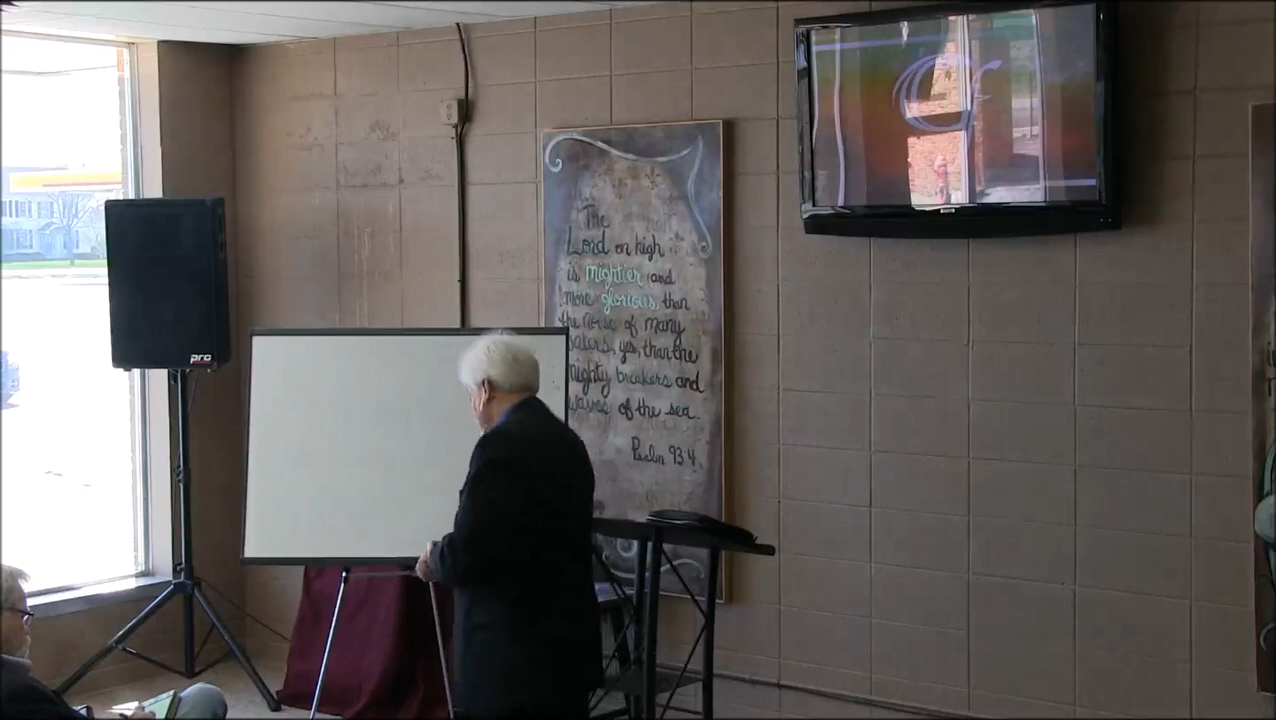 The
Lord on high
is mightier and
more glorious than
the noise of many
waters, yes, than the
mighty breakers and
waves of the sea.
Psalm 93:4
pro